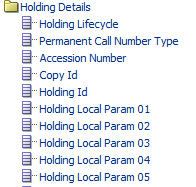 Holding Details
Holding Lifecycle
Permanent Call Number Type
Accession Number
Copy Id
Holding Id
Holding Local Param 01
Holding Local Param 02
Holding Local Param 03
Holding Local Param 04
Holding Local Param 05